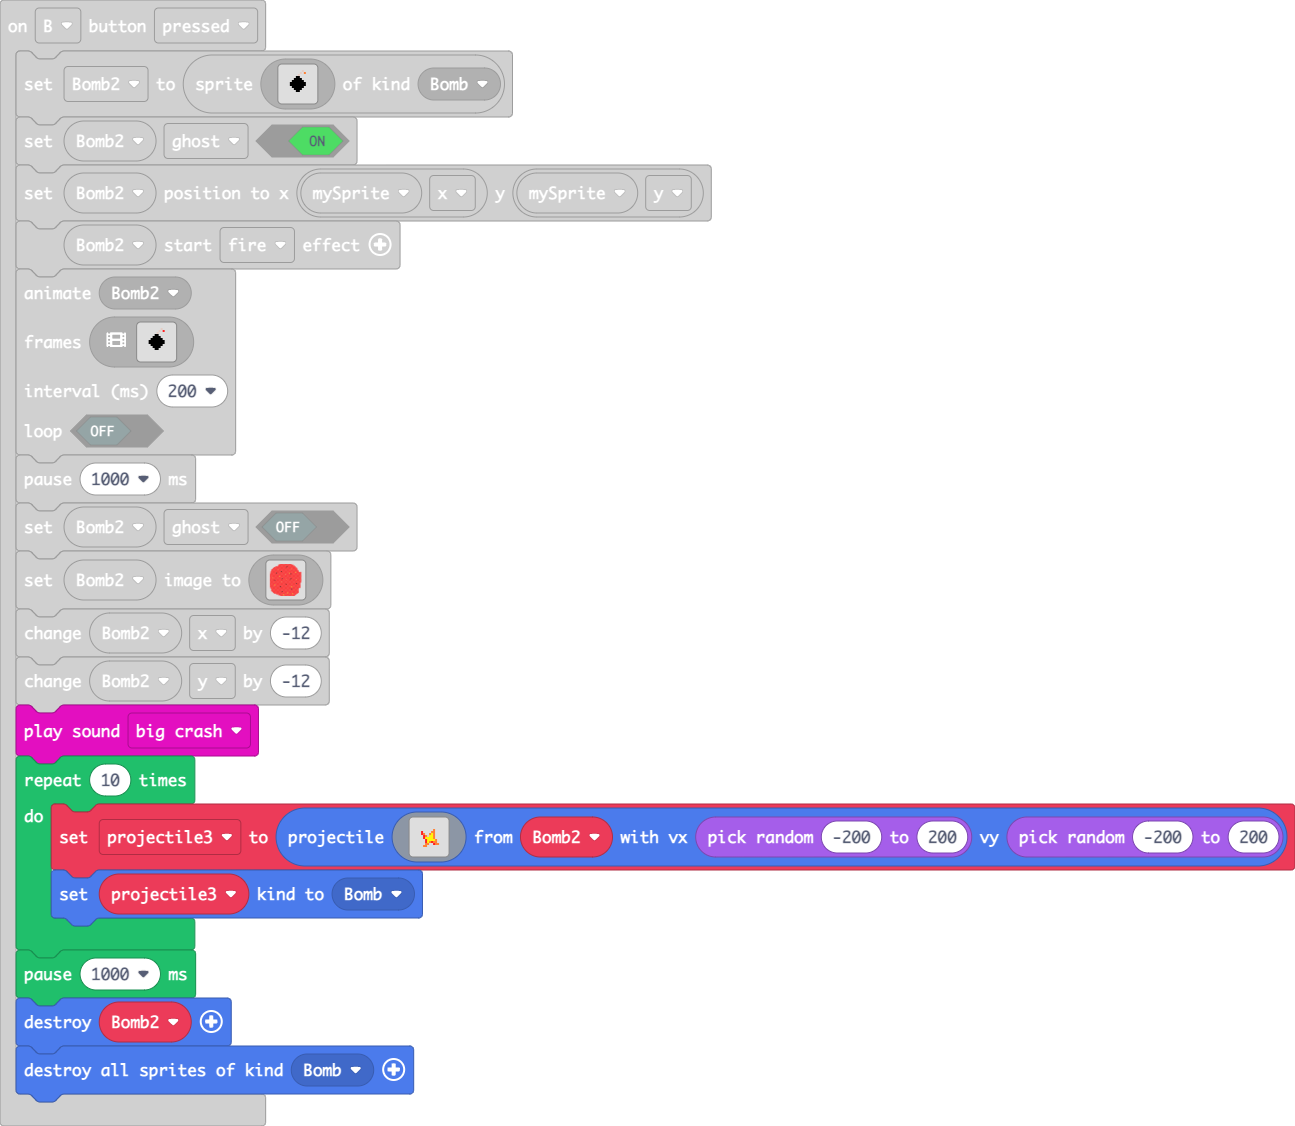 on B button pressed
set Bomb2 to sprite of kind Bomb
set Bomb2 ghost ON
set Bomb2 position to x mySprite x y mySprite y
Bomb2 start fire effect
animate Bomb2
frames
interval (ms) 200
loop OFF
pause 1000 ms
set Bomb2 ghost OFF
set Bomb2 image to
change Bomb2 x by -12
change Bomb2 y by -12
play sound big crash
repeat 10 times
do
set projectile3 to projectile from Bomb2 with vx pick random -200 to 200 vy pick random -200 to 200
set projectile3 kind to Bomb
pause 1000 ms
destroy Bomb2
destroy all sprites of kind Bomb